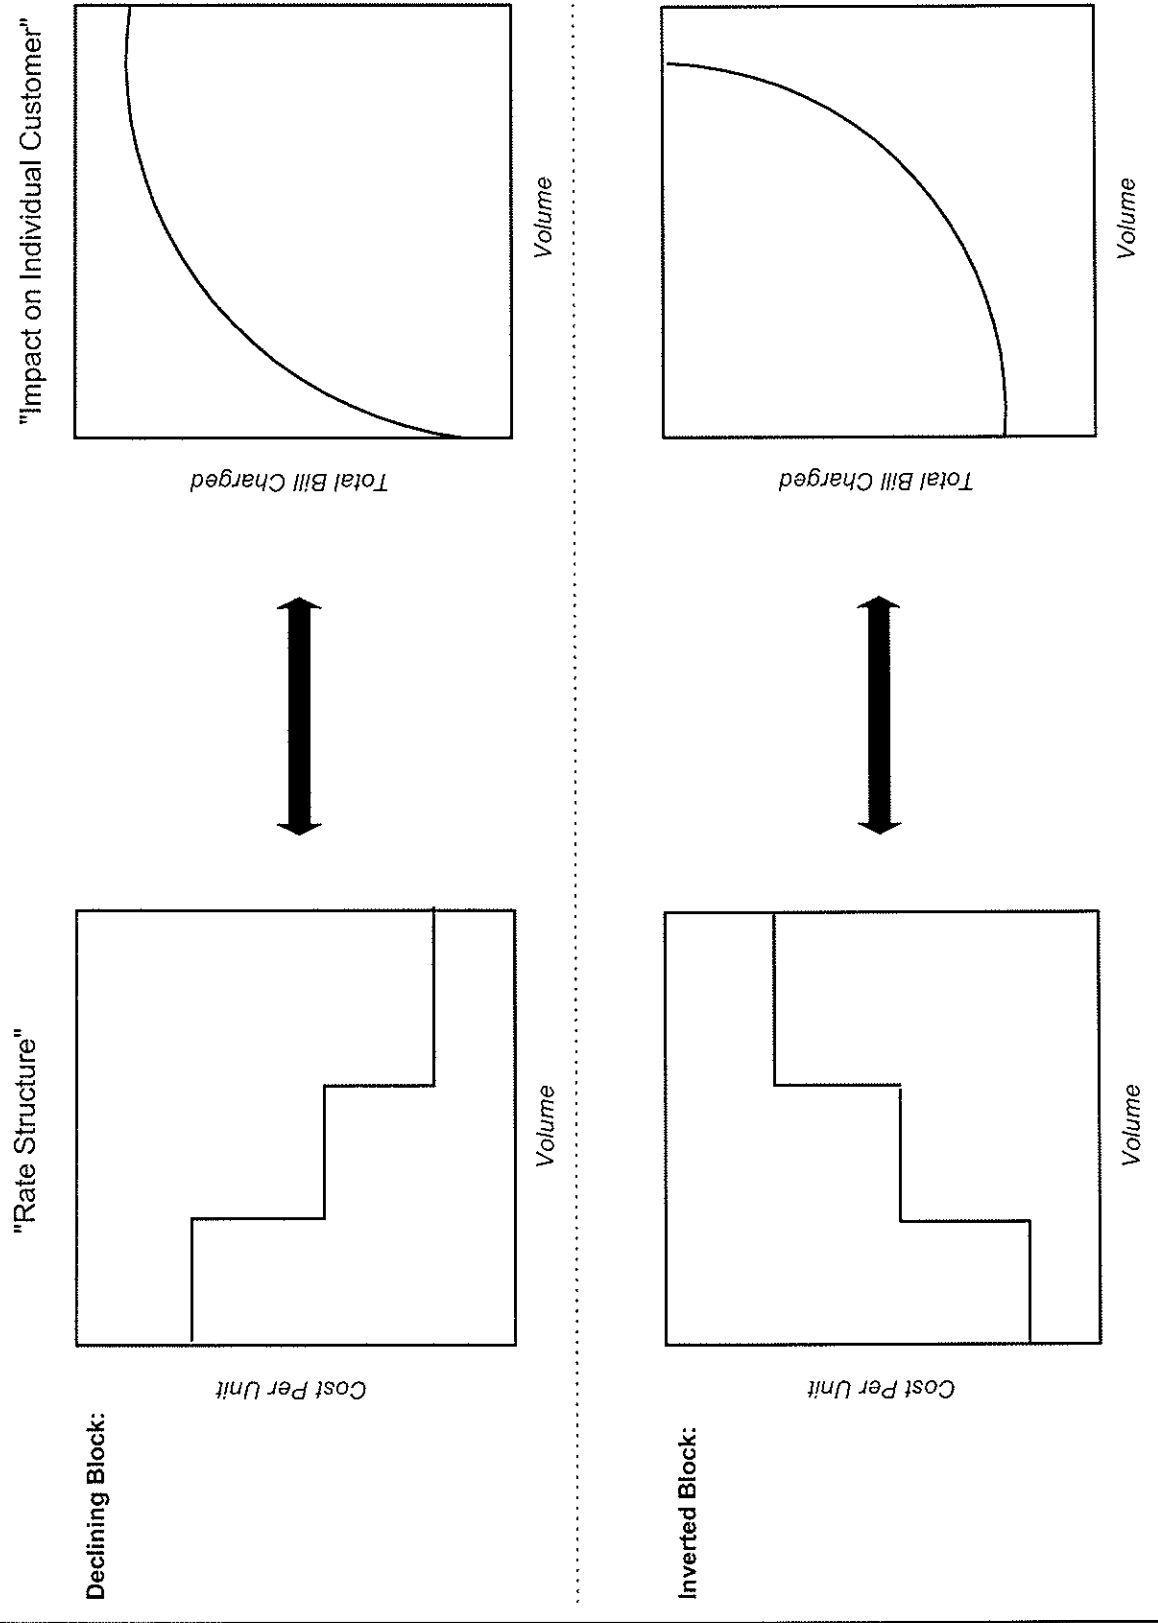 "Rate Structure"
"Impact on Individual Customer"
Declining Block:
Cost Per Unit
Volume
Total Bill Charged
Volume
Inverted Block:
Cost Per Unit
Volume
Total Bill Charged
Volume